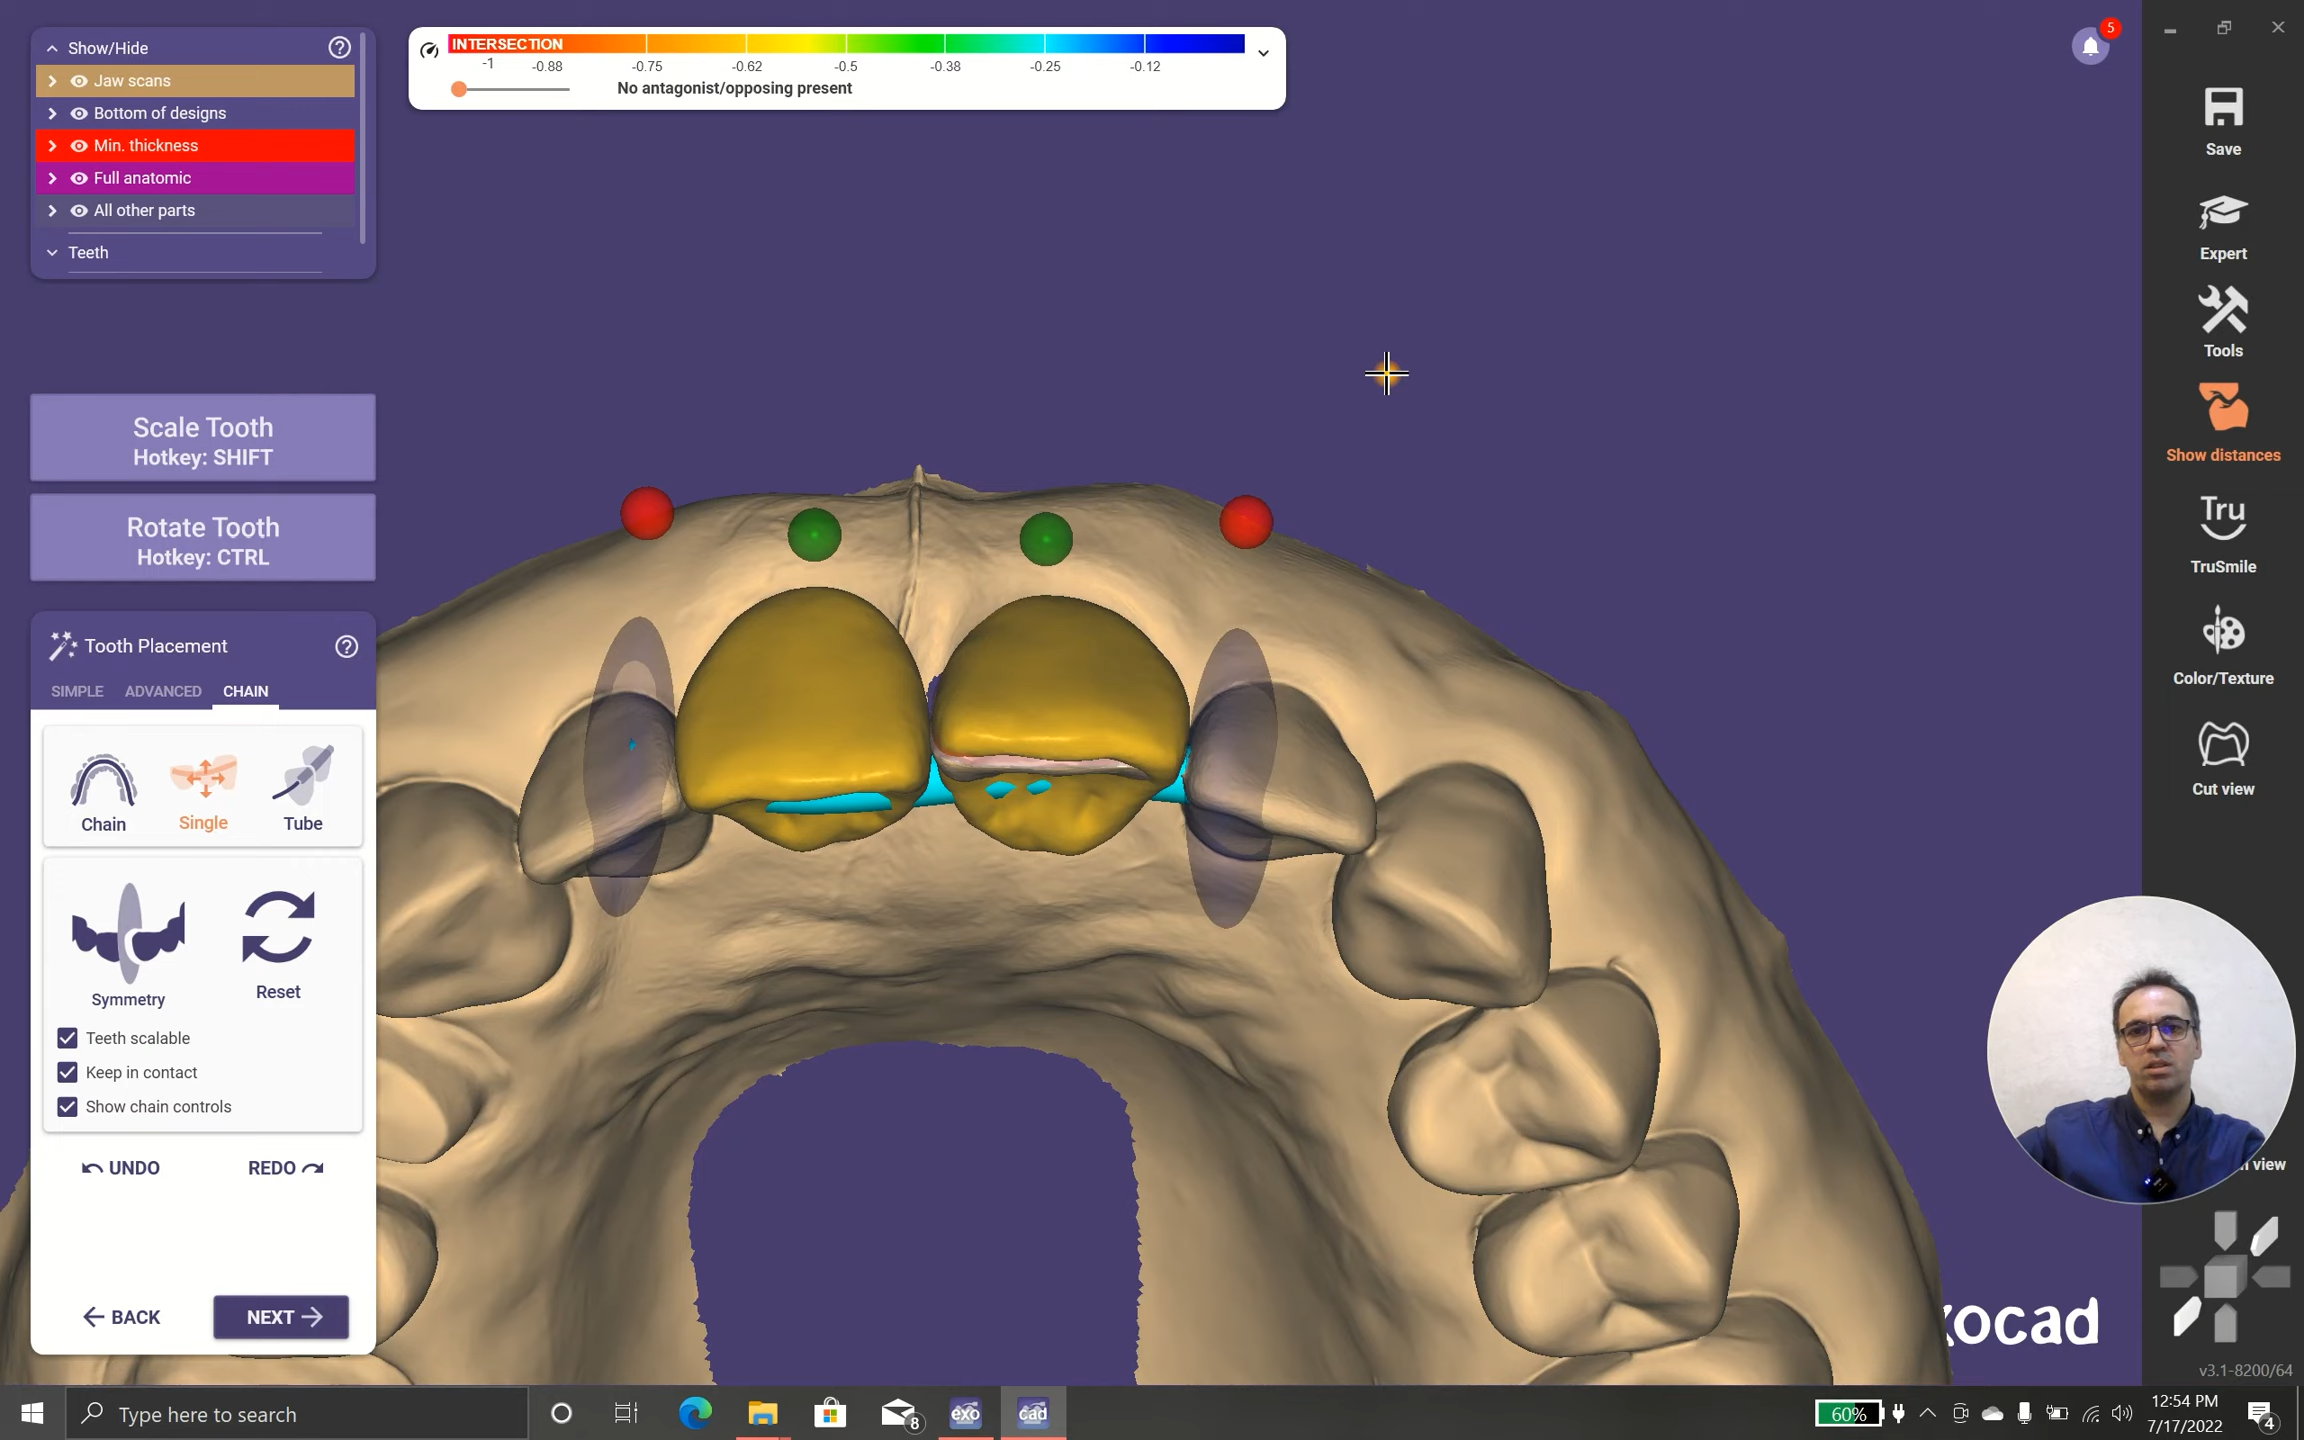 Show/Hide
Jaw scans
Bottom of designs
Min. thickness
Full anatomic
All other parts
Teeth
INTERSECTION
-1 -0.88 -0.75 -0.62 -0.5 -0.38 -0.25 -0.12
No antagonist/opposing present
5
Save
Expert
Tools
Show distances
Tru
TruSmile
Color/Texture
Cut view
view
Scale Tooth
Hotkey: SHIFT
Rotate Tooth
Hotkey: CTRL
Tooth Placement
SIMPLE ADVANCED CHAIN
Chain Single Tube
Symmetry Reset
Teeth scalable
Keep in contact
Show chain controls
UNDO REDO
BACK NEXT
xocad
v3.1-8200/64
Type here to search
8
exo
cad
60%
12:54 PM
7/17/2022
4